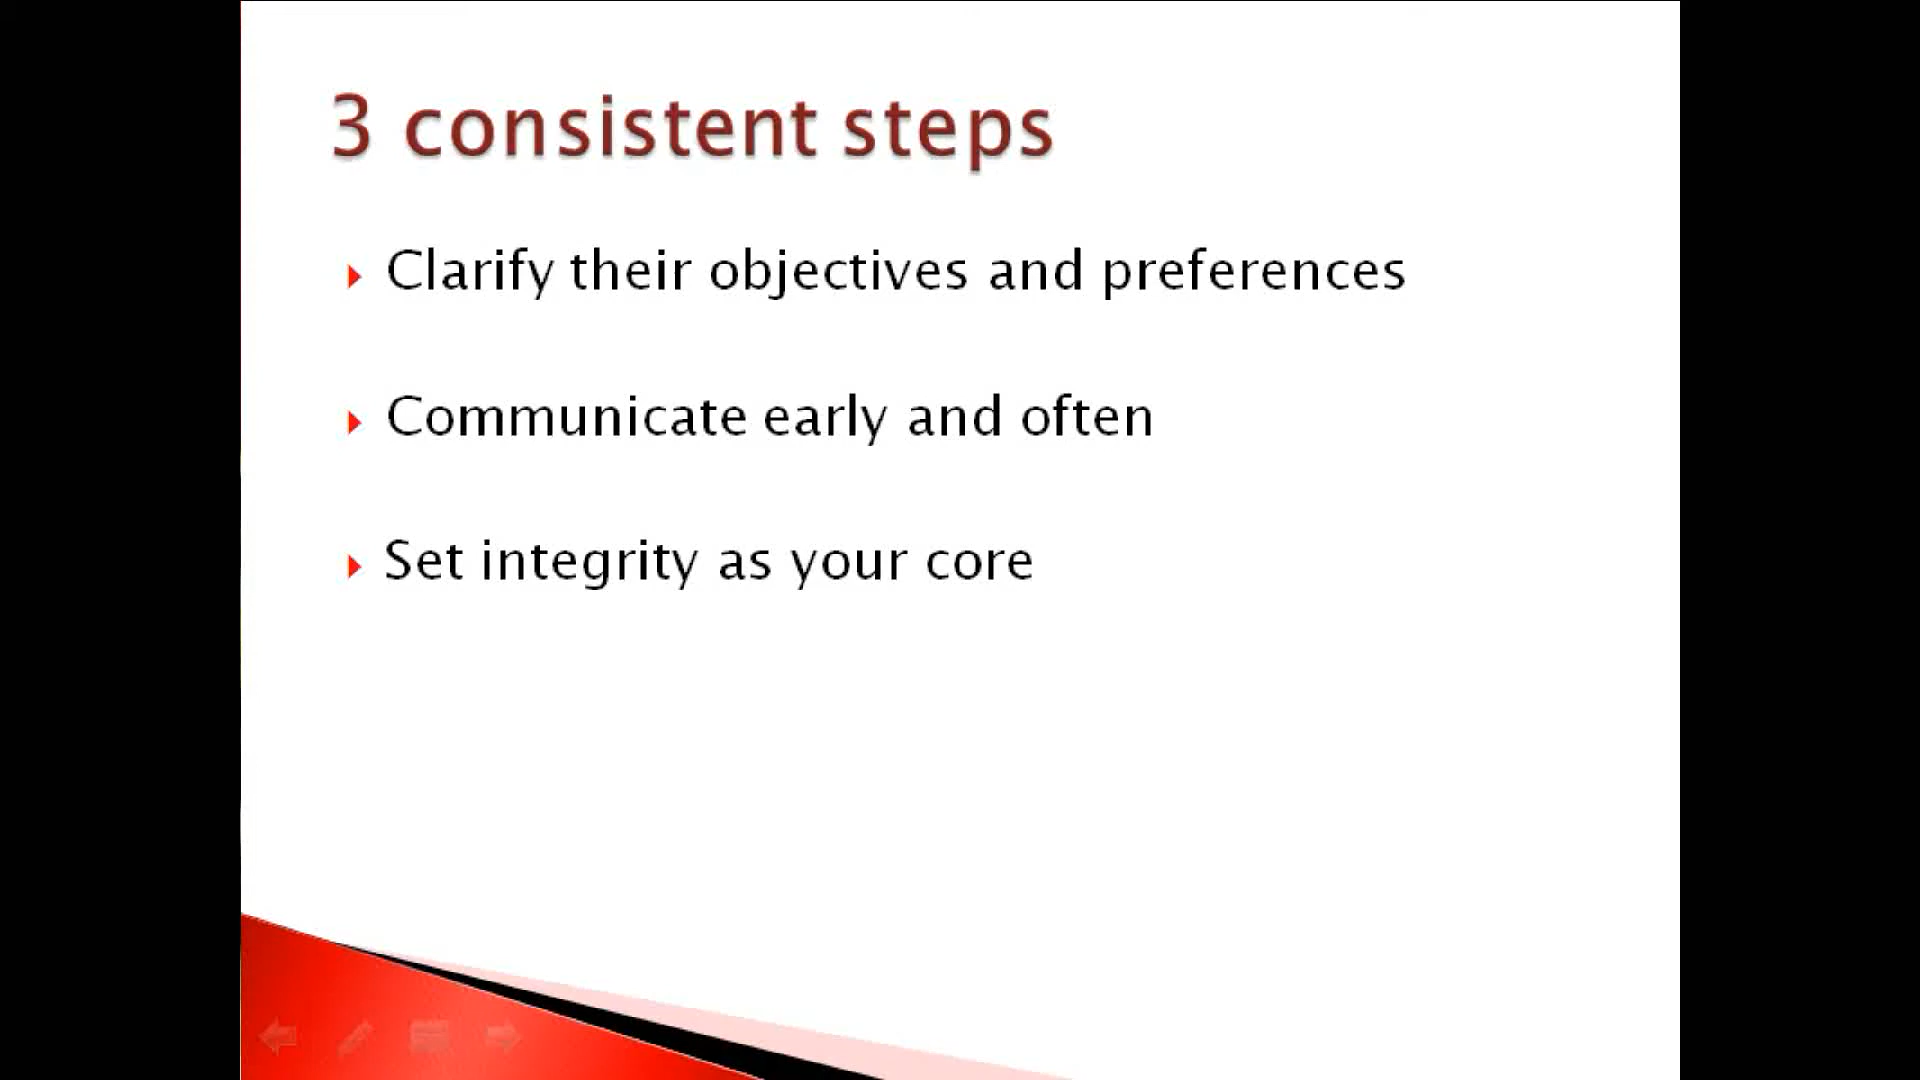 3 consistent steps
Clarify their objectives and preferences
Communicate early and often
Set integrity as your core